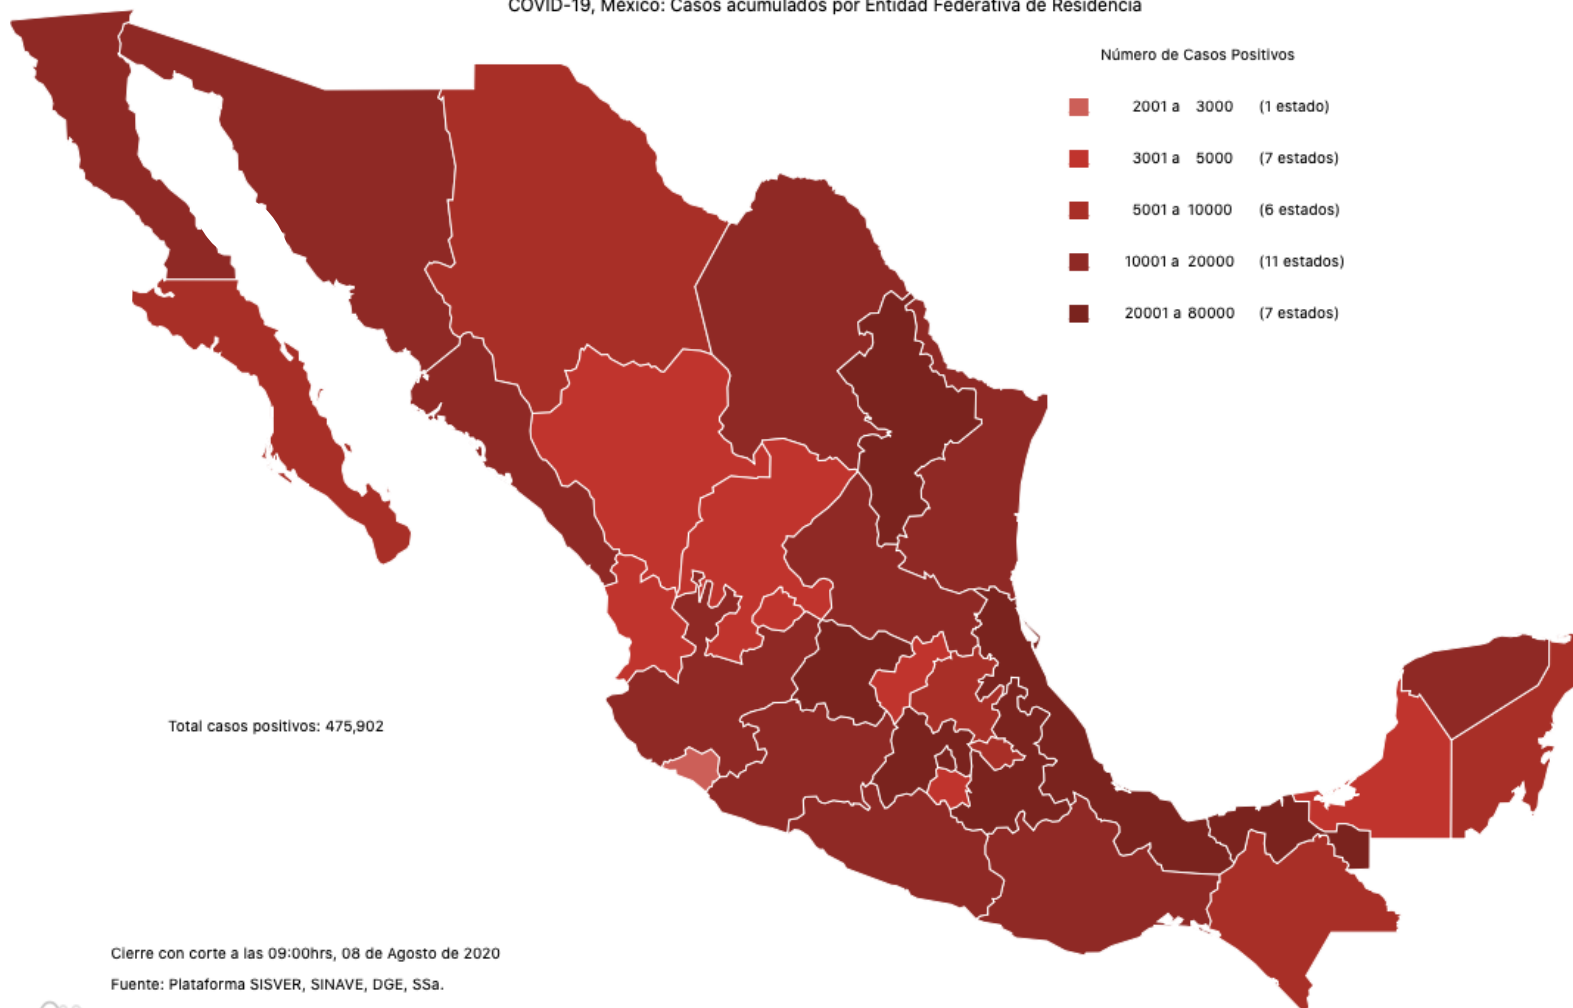 COVID-19, México: Casos acumulados por Entidad Federativa de Residencia
Número de Casos Positivos
2001 a 3000 (1 estado)
3001 a 5000 (7 estados)
5001 a 10000 (6 estados)
10001 a 20000 (11 estados)
20001 a 80000 (7 estados)
Total casos positivos: 475,902
Cierre con corte a las 09:00hrs, 08 de Agosto de 2020
Fuente: Plataforma SISVER, SINAVE, DGE, SSa.